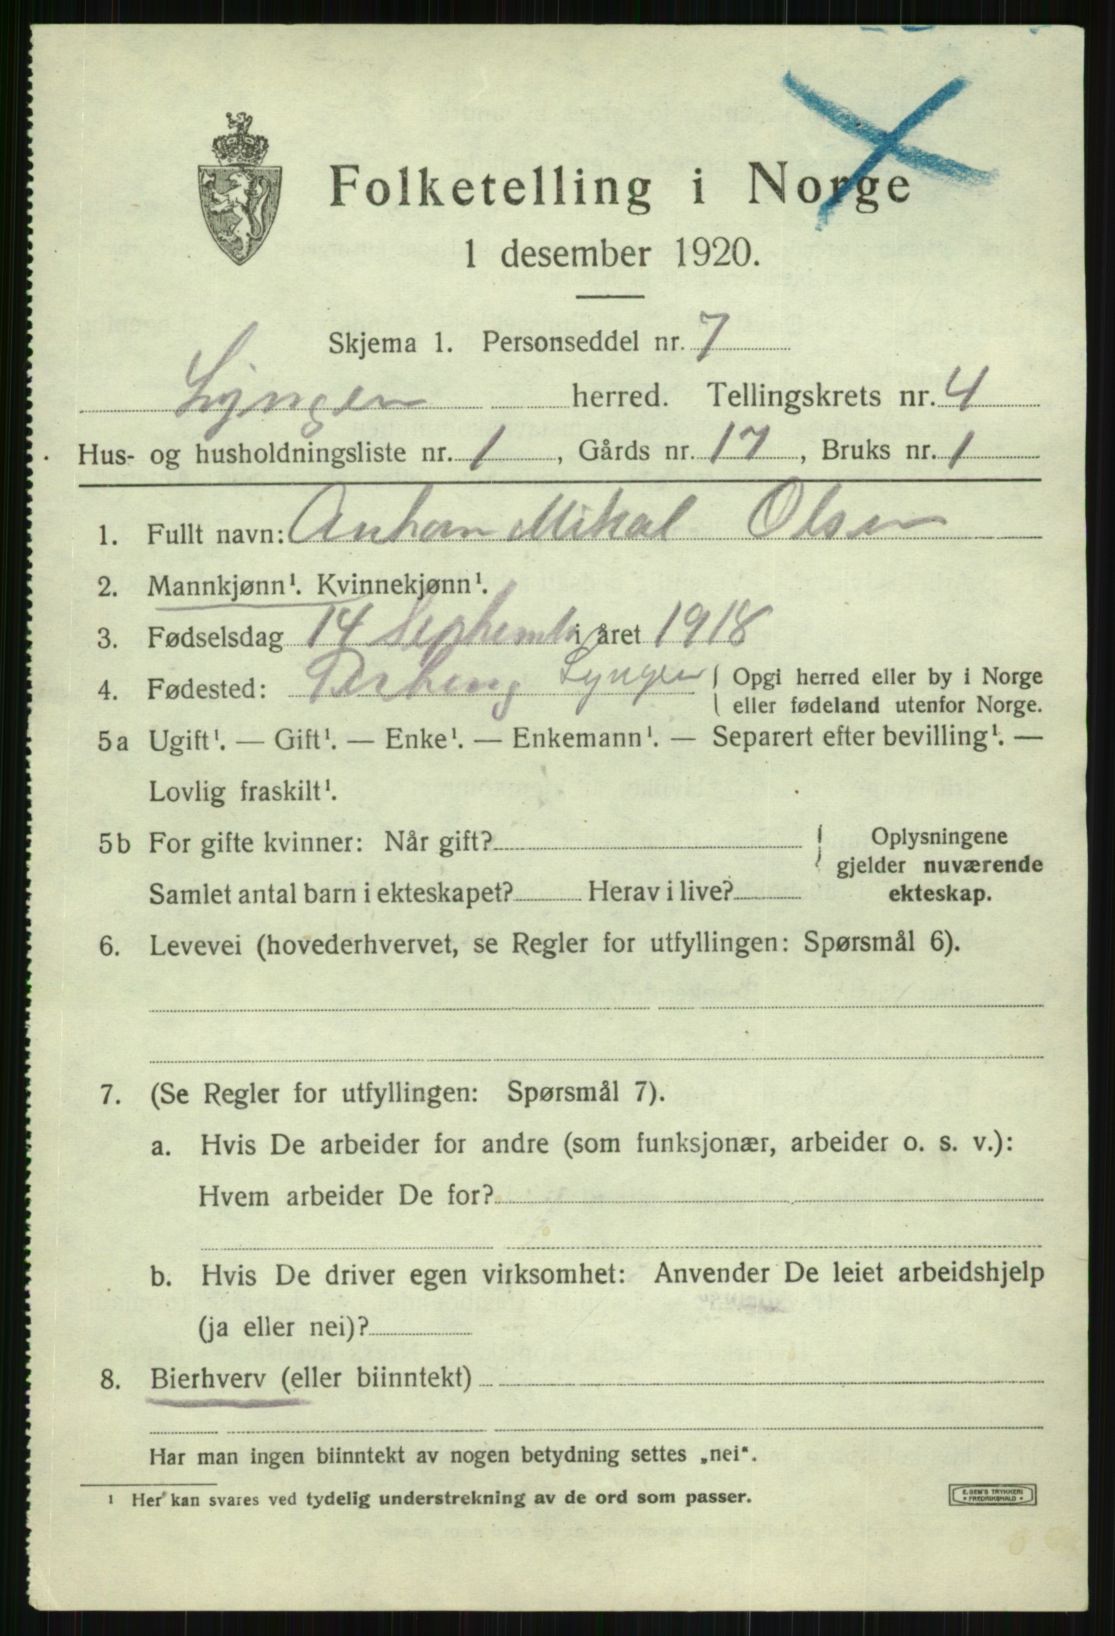 Folketelling i Norge
1 desember 1920.
Skjema 1. Personseddel nr. 7
Lyngen herred. Tellingskrets nr. 4
Hus- og husholdningsliste nr. 1, Gårds nr. 17, Bruks nr. 1
1. Fullt navn: Anton Mikal Olsen
2. Mannkjønn¹. Kvinnekjønn¹.
3. Fødselsdag 14 September i året 1918
4. Fødested: Lyngen { Opgi herred eller by i Norge
eller fødeland utenfor Norge.
5a Ugift¹. — Gift¹. — Enke¹. — Enkemann¹. — Separert efter bevilling¹. —
Lovlig fraskilt¹.
5b For gifte kvinner: Når gift? } Oplysningene
gjelder nuværende
Samlet antal barn i ekteskapet? Herav i live? ekteskap.
6. Levevei (hovederhvervet, se Regler for utfyllingen: Spørsmål 6).
7. (Se Regler for utfyllingen: Spørsmål 7).
a. Hvis De arbeider for andre (som funksjonær, arbeider o. s. v.):
Hvem arbeider De for?
b. Hvis De driver egen virksomhet: Anvender De leiet arbeidshjelp
(ja eller nei)?
8. Bierhverv (eller biinntekt)
Har man ingen biinntekt av nogen betydning settes „nei“.
¹ Her kan svares ved tydelig understrekning av de ord som passer.
E. SEM'S TRYKKERI
• FREDRIKSHALD •